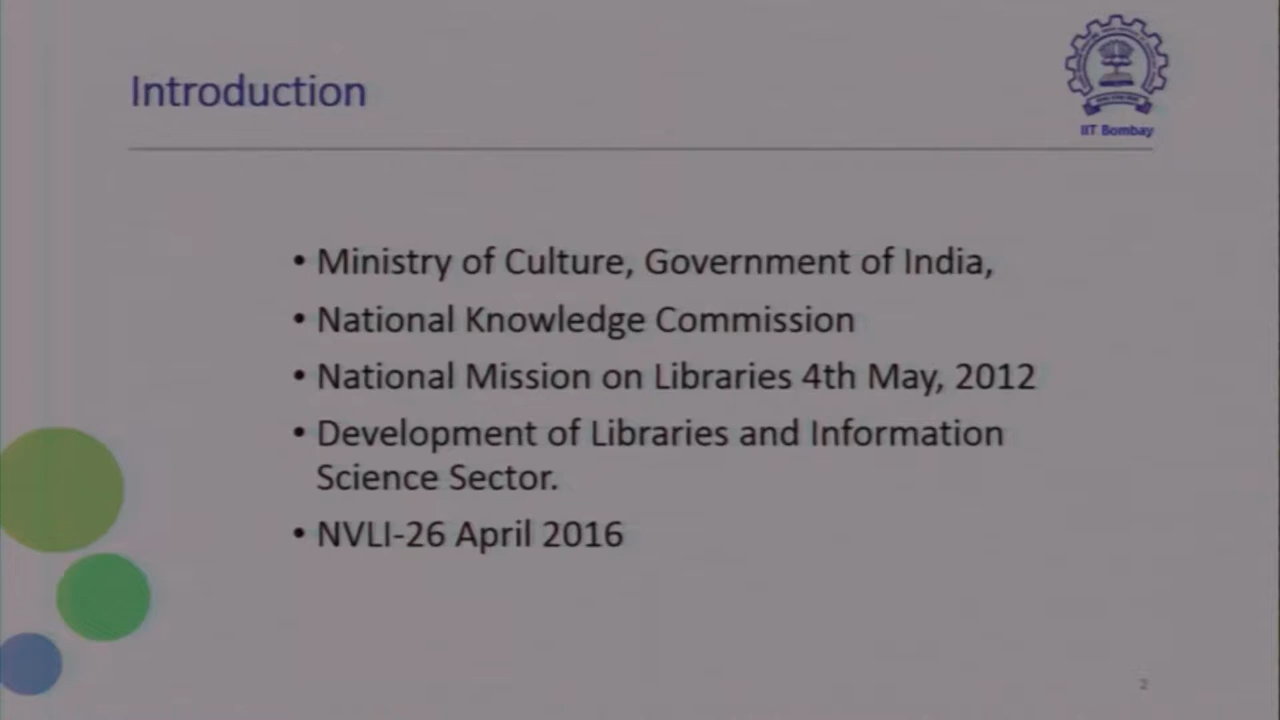 Introduction
IIT Bombay
• Ministry of Culture, Government of India,
• National Knowledge Commission
• National Mission on Libraries 4th May, 2012
• Development of Libraries and Information
Science Sector.
• NVLI-26 April 2016
2